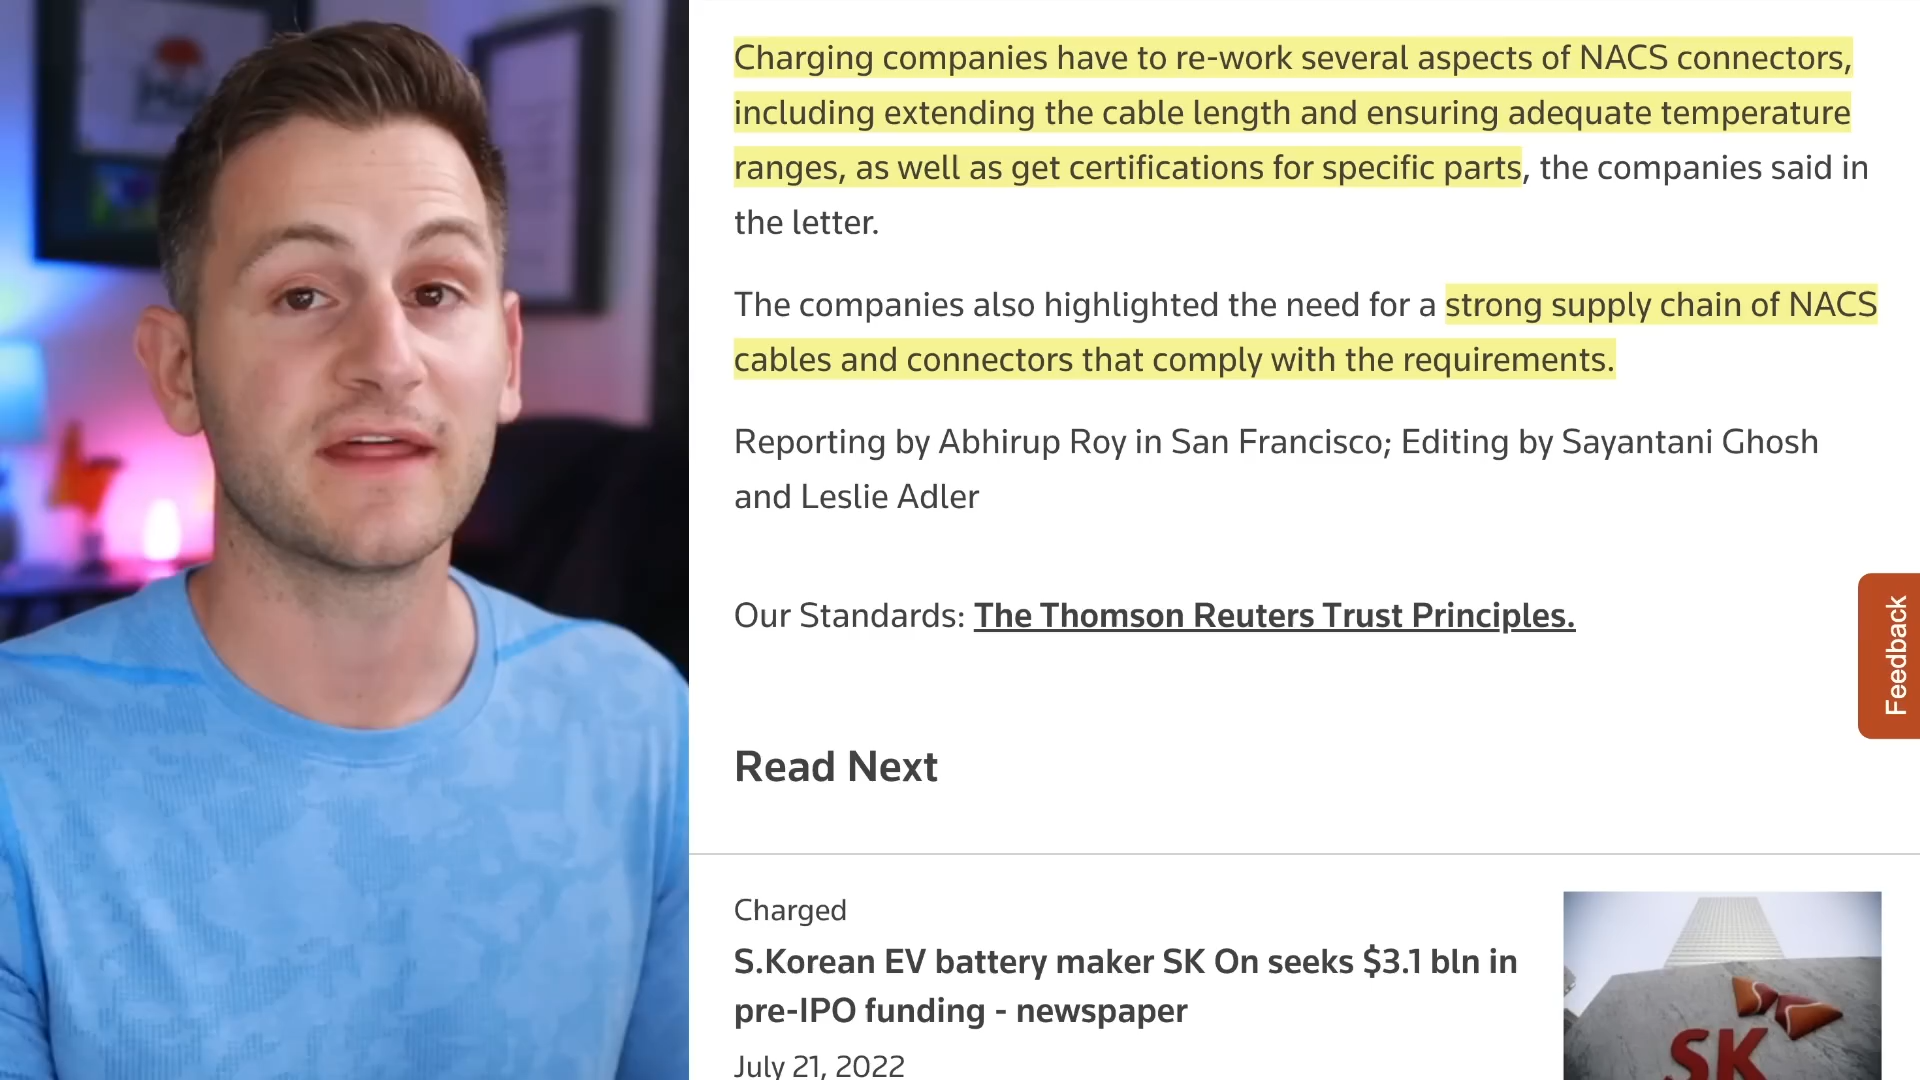 Charging companies have to re-work several aspects of NACS connectors,
including extending the cable length and ensuring adequate temperature
ranges, as well as get certifications for specific parts, the companies said in
the letter.
The companies also highlighted the need for a strong supply chain of NACS
cables and connectors that comply with the requirements.
Reporting by Abhirup Roy in San Francisco; Editing by Sayantani Ghosh
and Leslie Adler
Our Standards: The Thomson Reuters Trust Principles.
Feedback
Read Next
Charged
S.Korean EV battery maker SK On seeks $3.1 bln in
pre-IPO funding - newspaper
July 21, 2022
SK